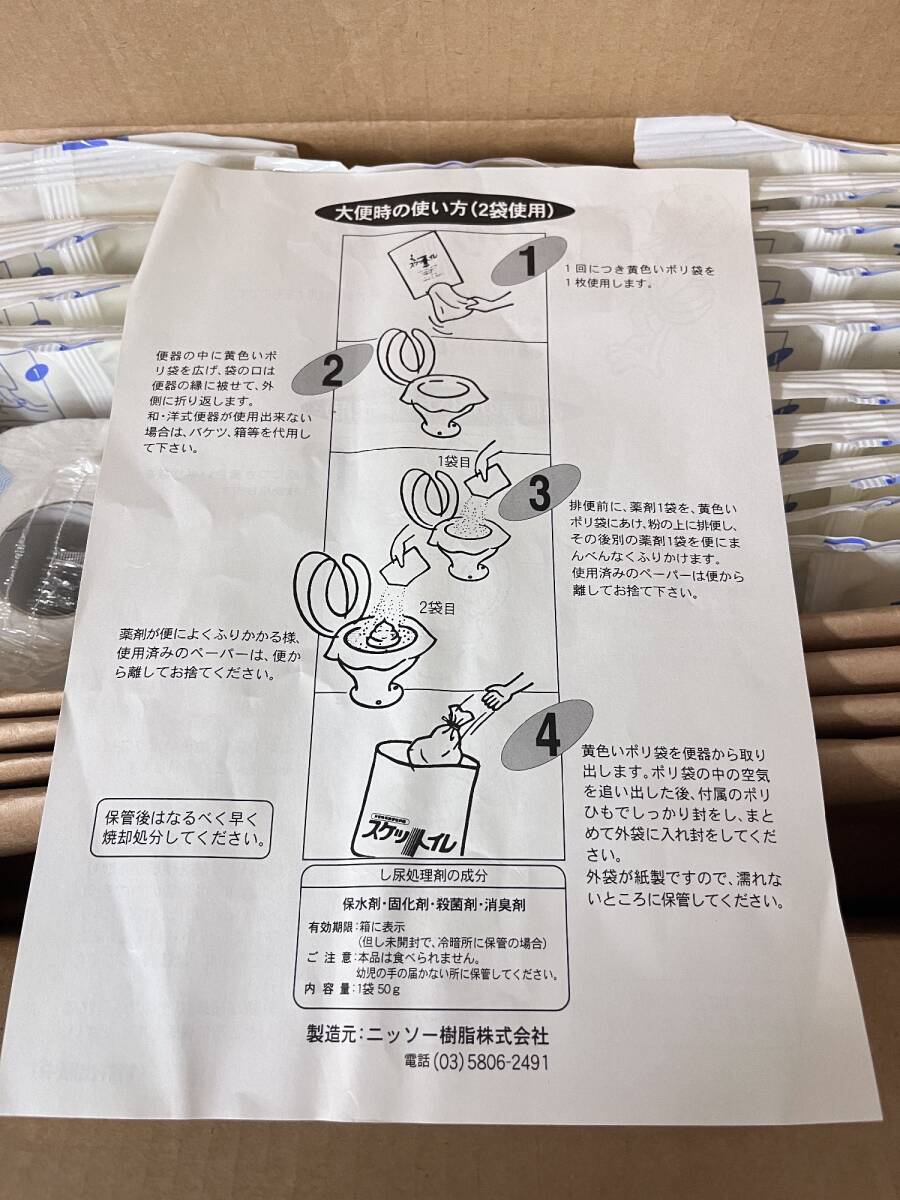 大便時の使い方(2袋使用)
1
1回につき黄色いポリ袋を
1枚使用します。
2
便器の中に黄色いポ
リ袋を広げ、袋の口は
便器の縁に被せて、外
側に折り返します。
和・洋式便器が使用出来ない
場合は、バケツ、箱等を代用し
て下さい。
1袋目
3
排便前に、薬剤1袋を、黄色い
ポリ袋にあけ、粉の上に排便し、
その後別の薬剤1袋を便にま
んべんなくふりかけます。
使用済みのペーパーは便から
離してお捨て下さい。
2袋目
薬剤が便によくふりかかる様、
使用済みのペーパーは、便か
ら離してお捨てください。
4
黄色いポリ袋を便器から取り
出します。ポリ袋の中の空気
を追い出した後、付属のポリ
ひもでしっかり封をし、まと
めて外袋に入れ封をしてくだ
さい。
外袋が紙製ですので、濡れな
いところに保管してください。
スケットイレ
保管後はなるべく早く
焼却処分してください。
し尿処理剤の成分
保水剤・固化剤・殺菌剤・消臭剤
有効期限:箱に表示
(但し未開封で、冷暗所に保管の場合)
ご注意:本品は食べられません。
幼児の手の届かない所に保管してください。
内容量:1袋50g
製造元:ニッソー樹脂株式会社
電話(03)5806-2491